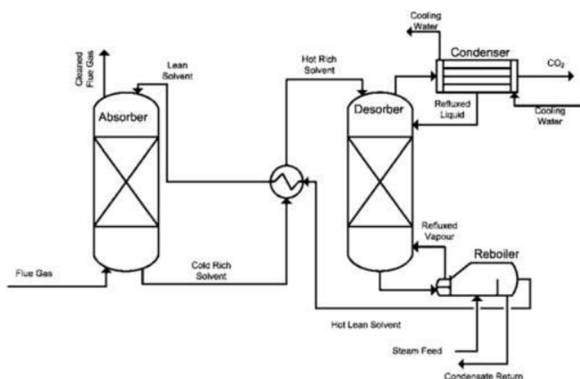 Cooling
Water
Condenser
CO₂
Cleaned
Flue Gas
Lean
Solvent
Hot Rich
Solvent
Absorber
Desorber
Refluxed
Liquid
Cooling
Water
Refluxed
Vapour
Reboiler
Flue Gas
Cold Rich
Solvent
Hot Lean Solvent
Steam Feed
Condensate Return